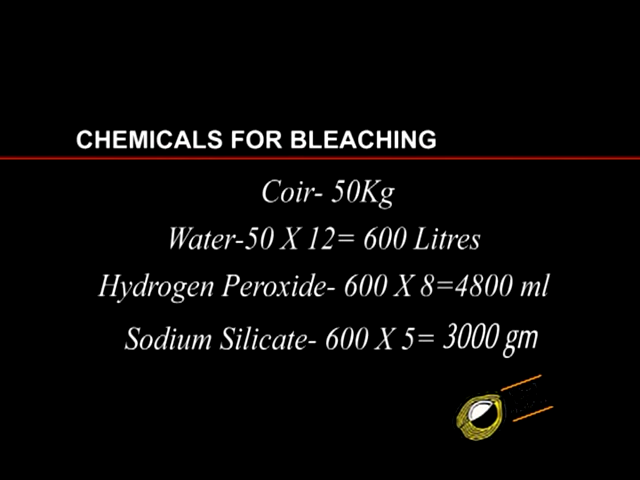 CHEMICALS FOR BLEACHING
Coir- 50Kg
Water-50 X 12= 600 Litres
Hydrogen Peroxide- 600 X 8=4800 ml
Sodium Silicate- 600 X 5= 3000 gm